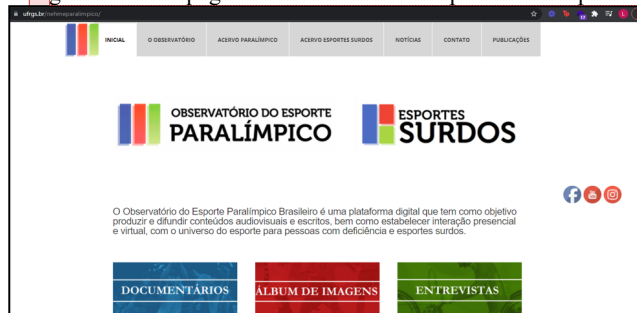 ufrgs.br/nehmeparalimpico/
INICIAL O OBSERVATÓRIO ACERVO PARALÍMPICO ACERVO ESPORTES SURDOS NOTÍCIAS CONTATO PUBLICAÇÕES
OBSERVATÓRIO DO ESPORTE
PARALÍMPICO
ESPORTES
SURDOS
O Observatório do Esporte Paralímpico Brasileiro é uma plataforma digital que tem como objetivo
produzir e difundir conteúdos audiovisuais e escritos, bem como estabelecer interação presencial
e virtual, com o universo do esporte para pessoas com deficiência e esportes surdos.
DOCUMENTÁRIOS
ÁLBUM DE IMAGENS
ENTREVISTAS